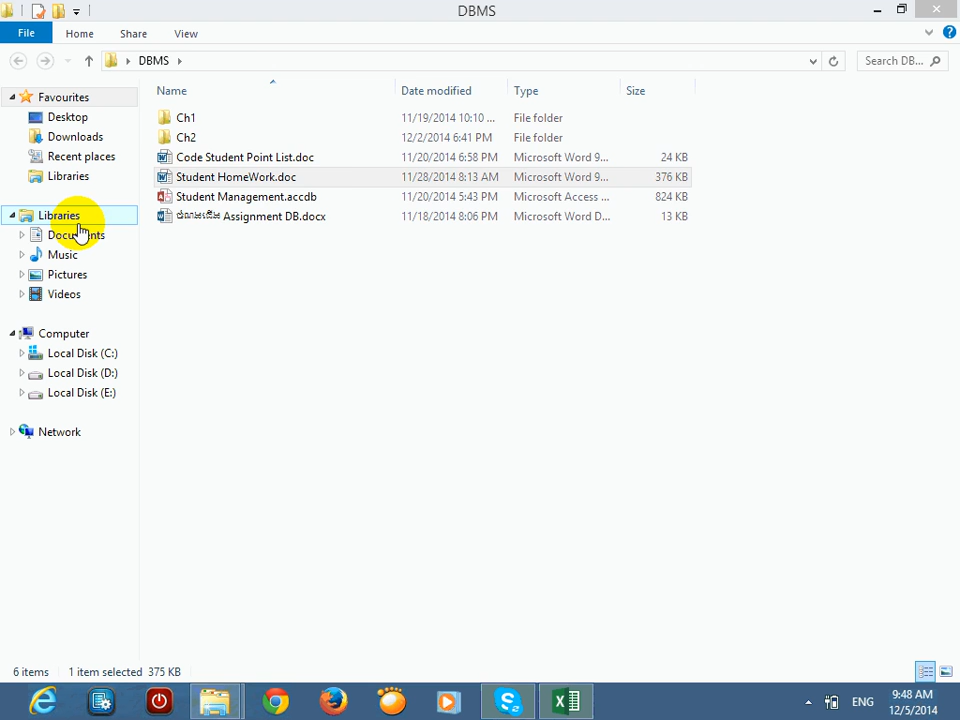 DBMS
File Home Share View
DBMS Search DB...
Name Date modified Type Size
Favourites
Desktop
Downloads
Recent places
Libraries
Libraries
Documents
Music
Pictures
Videos
Computer
Local Disk (C:)
Local Disk (D:)
Local Disk (E:)
Network
Ch1 11/19/2014 10:10 ... File folder
Ch2 12/2/2014 6:41 PM File folder
Code Student Point List.doc 11/20/2014 6:58 PM Microsoft Word 9... 24 KB
Student HomeWork.doc 11/28/2014 8:13 AM Microsoft Word 9... 376 KB
Student Management.accdb 11/20/2014 5:43 PM Microsoft Access ... 824 KB
Assignment DB.docx 11/18/2014 8:06 PM Microsoft Word D... 13 KB
6 items 1 item selected 375 KB
ENG 9:48 AM
12/5/2014